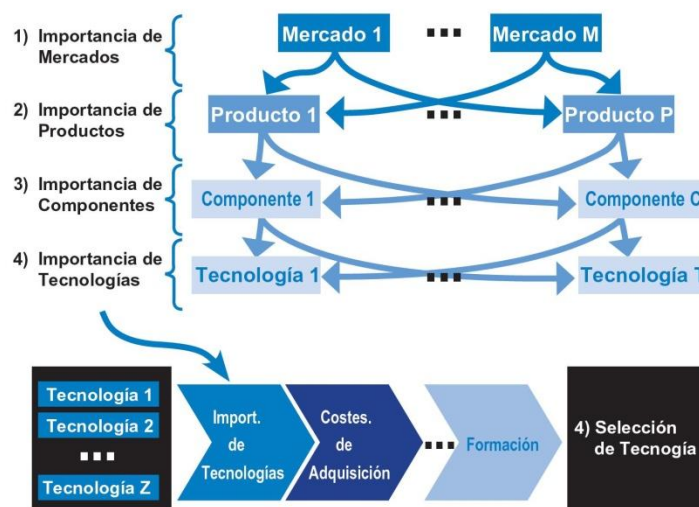 1) Importancia de
Mercados
Mercado 1
Mercado M
2) Importancia de
Productos
Producto 1
Producto P
3) Importancia de
Componentes
Componente 1
Componente C
4) Importancia de
Tecnologías
Tecnología 1
Tecnología T
Tecnología 1
Tecnología 2
Tecnología Z
Import.
de
Tecnologías
Costes.
de
Adquisición
Formación
4) Selección
de Tecnogía